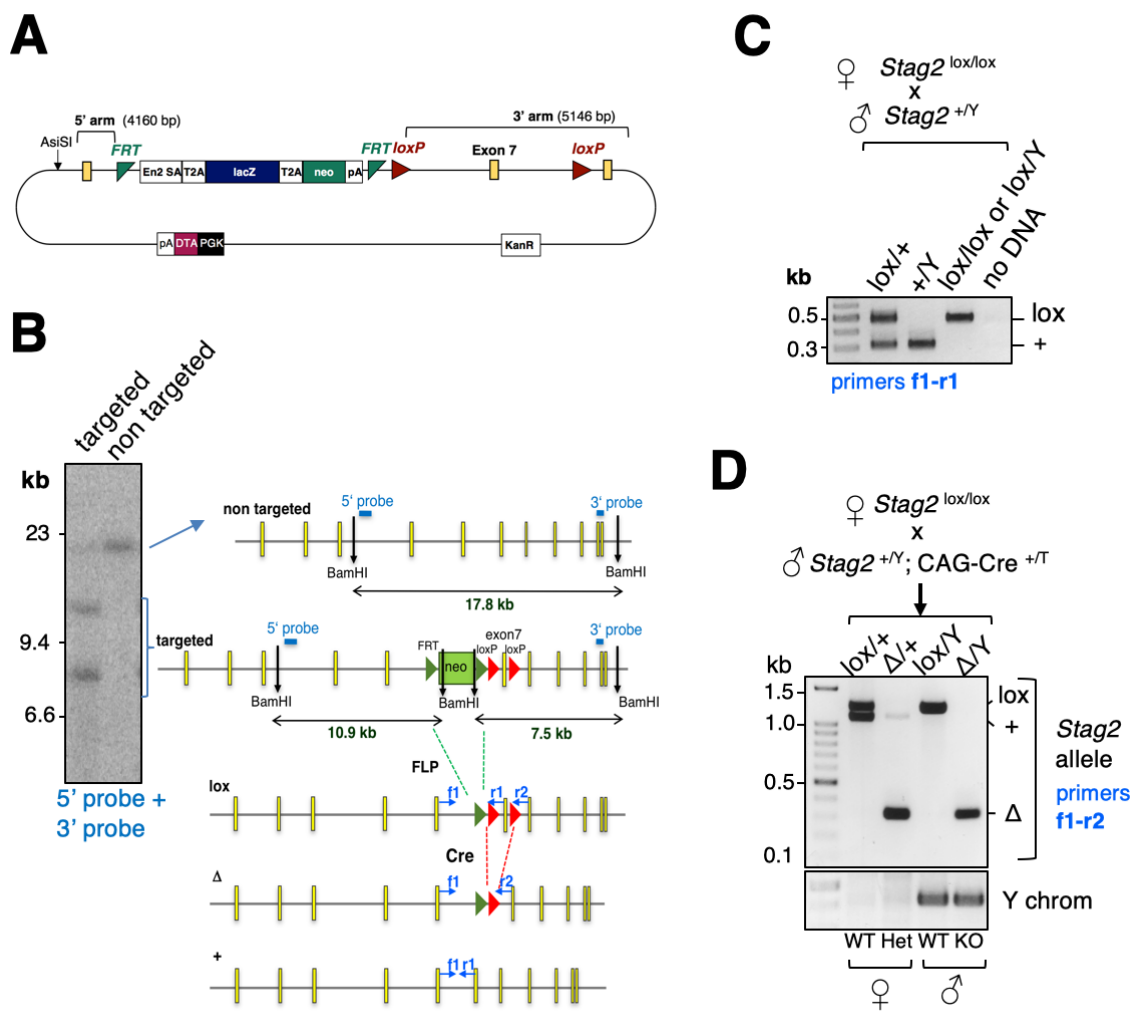 A
5' arm (4160 bp)
3' arm (5146 bp)
AsiSI
FRT
FRT loxP
Exon 7
loxP
En2 SA T2A lacZ T2A neo pA
pA DTA PGK
KanR
B
targeted
non targeted
kb
23
9.4
6.6
5' probe +
3' probe
non targeted
5' probe
3' probe
BamHI
BamHI
17.8 kb
targeted
5' probe
3' probe
FRT
neo
exon7
loxP
loxP
BamHI
BamHI
BamHI
10.9 kb
7.5 kb
FLP
lox
f1
r1
r2
Cre
Δ
f1
r2
+
f1 r1
C
♀ Stag2 lox/lox
x
♂ Stag2 +/Y
lox/+
+/Y
lox/lox or lox/Y
no DNA
kb
0.5
0.3
lox
+
primers f1-r1
D
♀ Stag2 lox/lox
x
♂ Stag2 +/Y; CAG-Cre +/T
lox/+
Δ/+
lox/Y
Δ/Y
kb
1.5
1.0
0.5
0.1
lox
+
Δ
Stag2
allele
primers
f1-r2
Y chrom
WT Het WT KO
♀ ♂